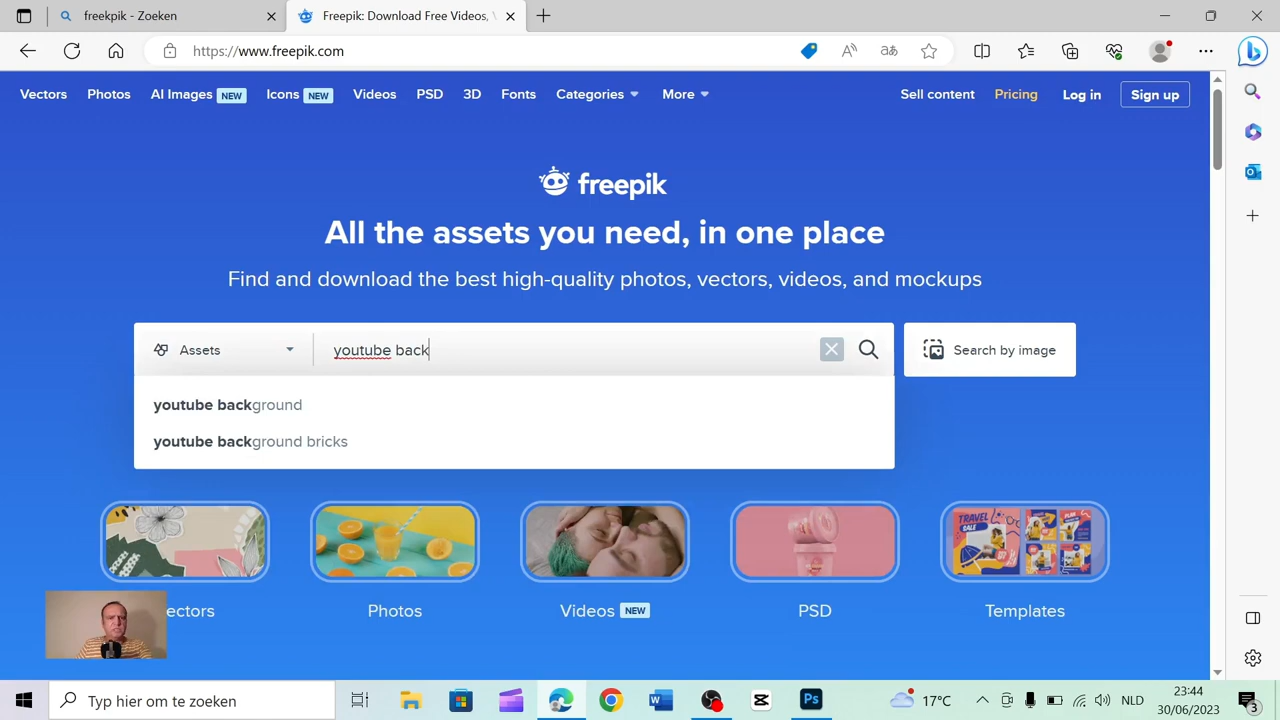 freekpik - Zoeken
Freepik: Download Free Videos, \
https://www.freepik.com
Vectors Photos AI Images NEW Icons NEW Videos PSD 3D Fonts Categories More Sell content Pricing Log in Sign up
freepik
All the assets you need, in one place
Find and download the best high-quality photos, vectors, videos, and mockups
Assets youtube back Search by image
youtube background
youtube background bricks
TRAVEL SALE
ectors Photos Videos NEW PSD Templates
Typ hier om te zoeken 17°C NLD 23:44
30/06/2023 3